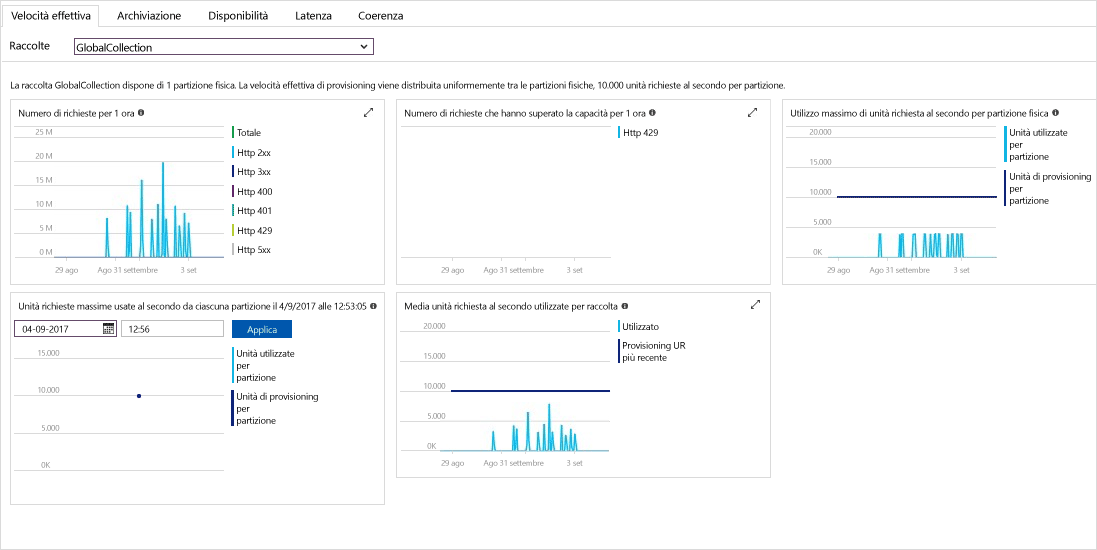 Velocità effettiva Archiviazione Disponibilità Latenza Coerenza
Raccolte GlobalCollection
La raccolta GlobalCollection dispone di 1 partizione fisica. La velocità effettiva di provisioning viene distribuita uniformemente tra le partizioni fisiche, 10.000 unità richieste al secondo per partizione.
Numero di richieste per 1 ora
25 M
20 M
15 M
10 M
5 M
0 M
29 ago Ago 31 settembre 3 set
Totale
Http 2xx
Http 3xx
Http 400
Http 401
Http 429
Http 5xx
Numero di richieste che hanno superato la capacità per 1 ora
Http 429
29 ago Ago 31 settembre 3 set
Utilizzo massimo di unità richiesta al secondo per partizione fisica
20.000
15.000
10.000
5.000
0K
29 ago Ago 31 settembre 3 set
Unità utilizzate
per
partizione
Unità di provisioning
per
partizione
Unità richieste massime usate al secondo da ciascuna partizione il 4/9/2017 alle 12:53:05
04-09-2017 12:56 Applica
15.000
10.000
5.000
0K
Unità utilizzate
per
partizione
Unità di provisioning
per
partizione
Media unità richiesta al secondo utilizzate per raccolta
20.000
15.000
10.000
5.000
0K
29 ago Ago 31 settembre 3 set
Utilizzato
Provisioning UR
più recente